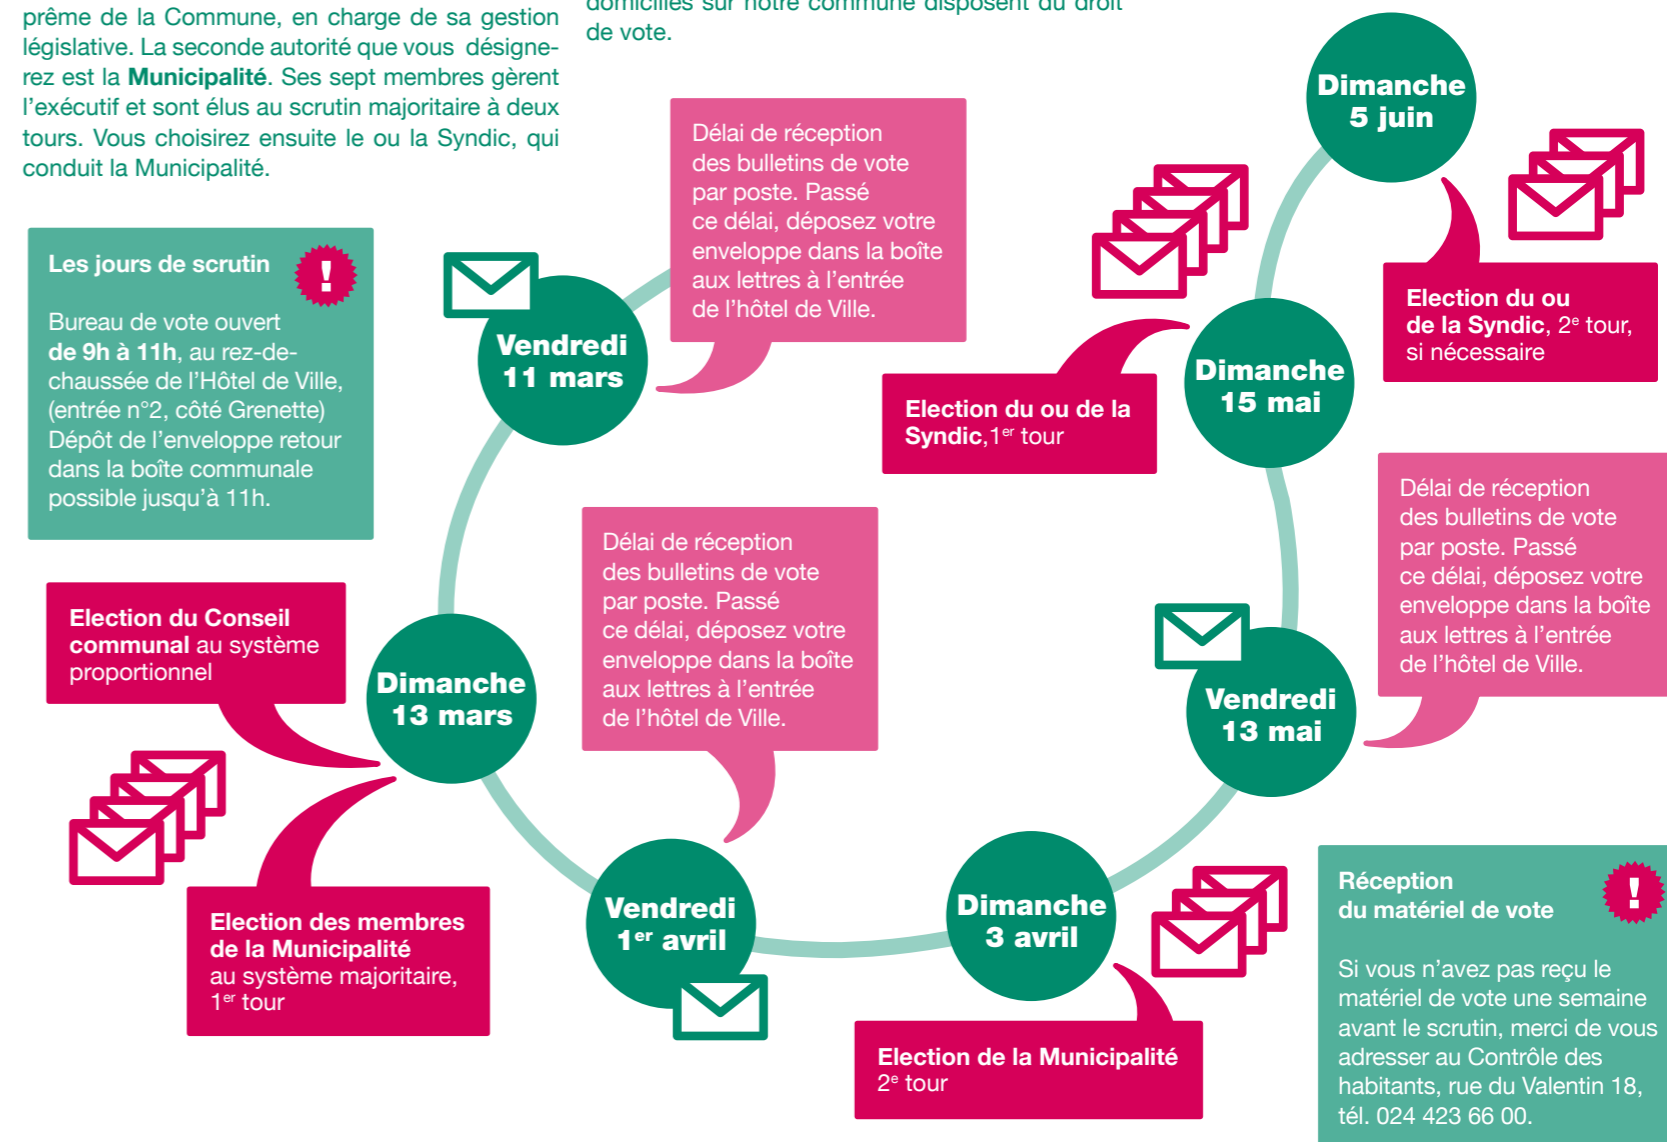 prême de la Commune, en charge de sa gestion
législative. La seconde autorité que vous désigne-
rez est la Municipalité. Ses sept membres gèrent
l'exécutif et sont élus au scrutin majoritaire à deux
tours. Vous choisirez ensuite le ou la Syndic, qui
conduit la Municipalité.
domiciliés sur notre commune disposent du droit
de vote.
Les jours de scrutin
!
Bureau de vote ouvert
de 9h à 11h, au rez-de-
chaussée de l'Hôtel de Ville,
(entrée n°2, côté Grenette)
Dépôt de l'enveloppe retour
dans la boîte communale
possible jusqu'à 11h.
Vendredi
11 mars
Délai de réception
des bulletins de vote
par poste. Passé
ce délai, déposez votre
enveloppe dans la boîte
aux lettres à l'entrée
de l'hôtel de Ville.
Dimanche
13 mars
Election du Conseil
communal au système
proportionnel
Election des membres
de la Municipalité
au système majoritaire,
1er tour
Vendredi
1er avril
Délai de réception
des bulletins de vote
par poste. Passé
ce délai, déposez votre
enveloppe dans la boîte
aux lettres à l'entrée
de l'hôtel de Ville.
Dimanche
3 avril
Election de la Municipalité
2e tour
Vendredi
13 mai
Délai de réception
des bulletins de vote
par poste. Passé
ce délai, déposez votre
enveloppe dans la boîte
aux lettres à l'entrée
de l'hôtel de Ville.
Dimanche
15 mai
Election du ou de la
Syndic,1er tour
Dimanche
5 juin
Election du ou
de la Syndic, 2e tour,
si nécessaire
Réception
du matériel de vote
!
Si vous n'avez pas reçu le
matériel de vote une semaine
avant le scrutin, merci de vous
adresser au Contrôle des
habitants, rue du Valentin 18,
tél. 024 423 66 00.